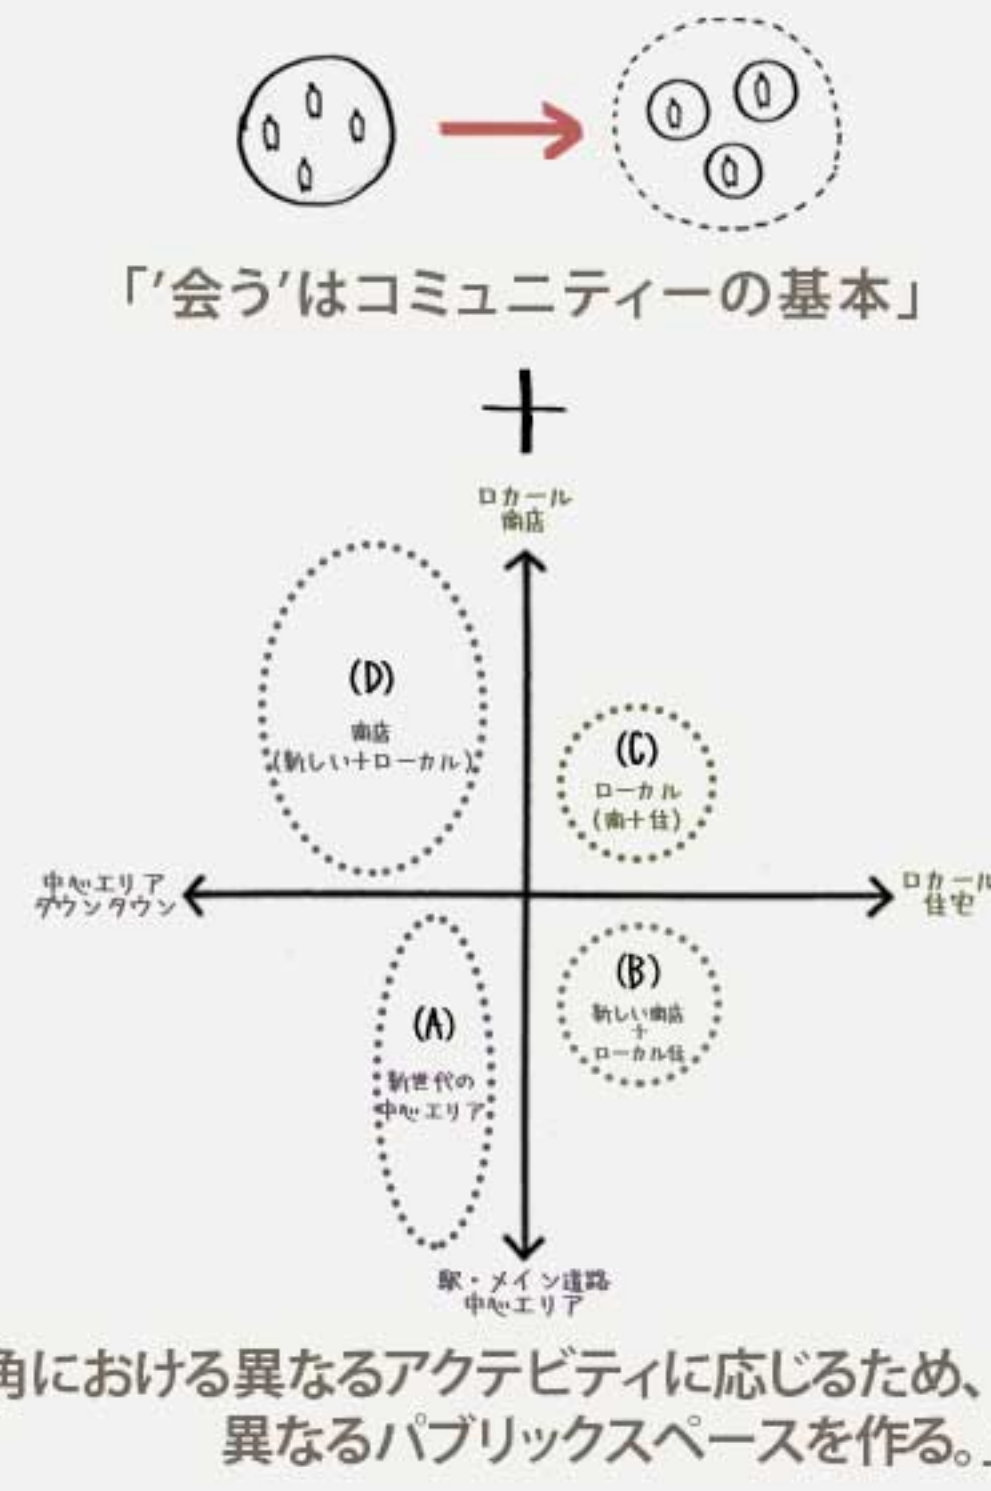 「'会う'はコミュニティーの基本」
ロカール
商店
(D)
商店
(新しい+ローカル)
(C)
ローカル
(商+住)
中心エリア
ダウンタウン
ロカール
住宅
(A)
新世代の
中心エリア
(B)
新しい商店
+
ローカル住
駅・メイン道路
中心エリア
角における異なるアクテビティに応じるため、
異なるパブリックスペースを作る。」